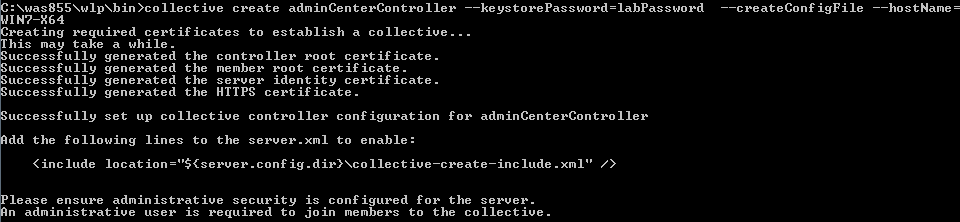 C:\was855\wlp\bin>collective create adminCenterController --keystorePassword=labPassword  --createConfigFile --hostName=
WIN7-X64
Creating required certificates to establish a collective...
This may take a while.
Successfully generated the controller root certificate.
Successfully generated the member root certificate.
Successfully generated the server identity certificate.
Successfully generated the HTTPS certificate.

Successfully set up collective controller configuration for adminCenterController

Add the following lines to the server.xml to enable:

    <include location="${server.config.dir}\collective-create-include.xml" />


Please ensure administrative security is configured for the server.
An administrative user is required to join members to the collective.